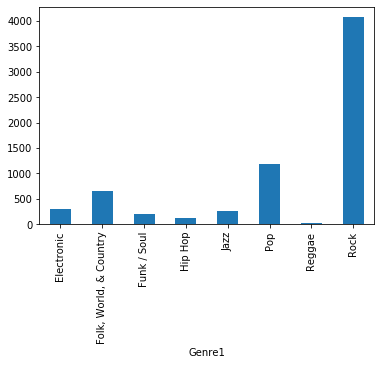 4000
3500
3000
2500
2000
1500
1000
500
0
Electronic
Folk, World, & Country
Funk / Soul
Hip Hop
Jazz
Pop
Reggae
Rock
Genre1